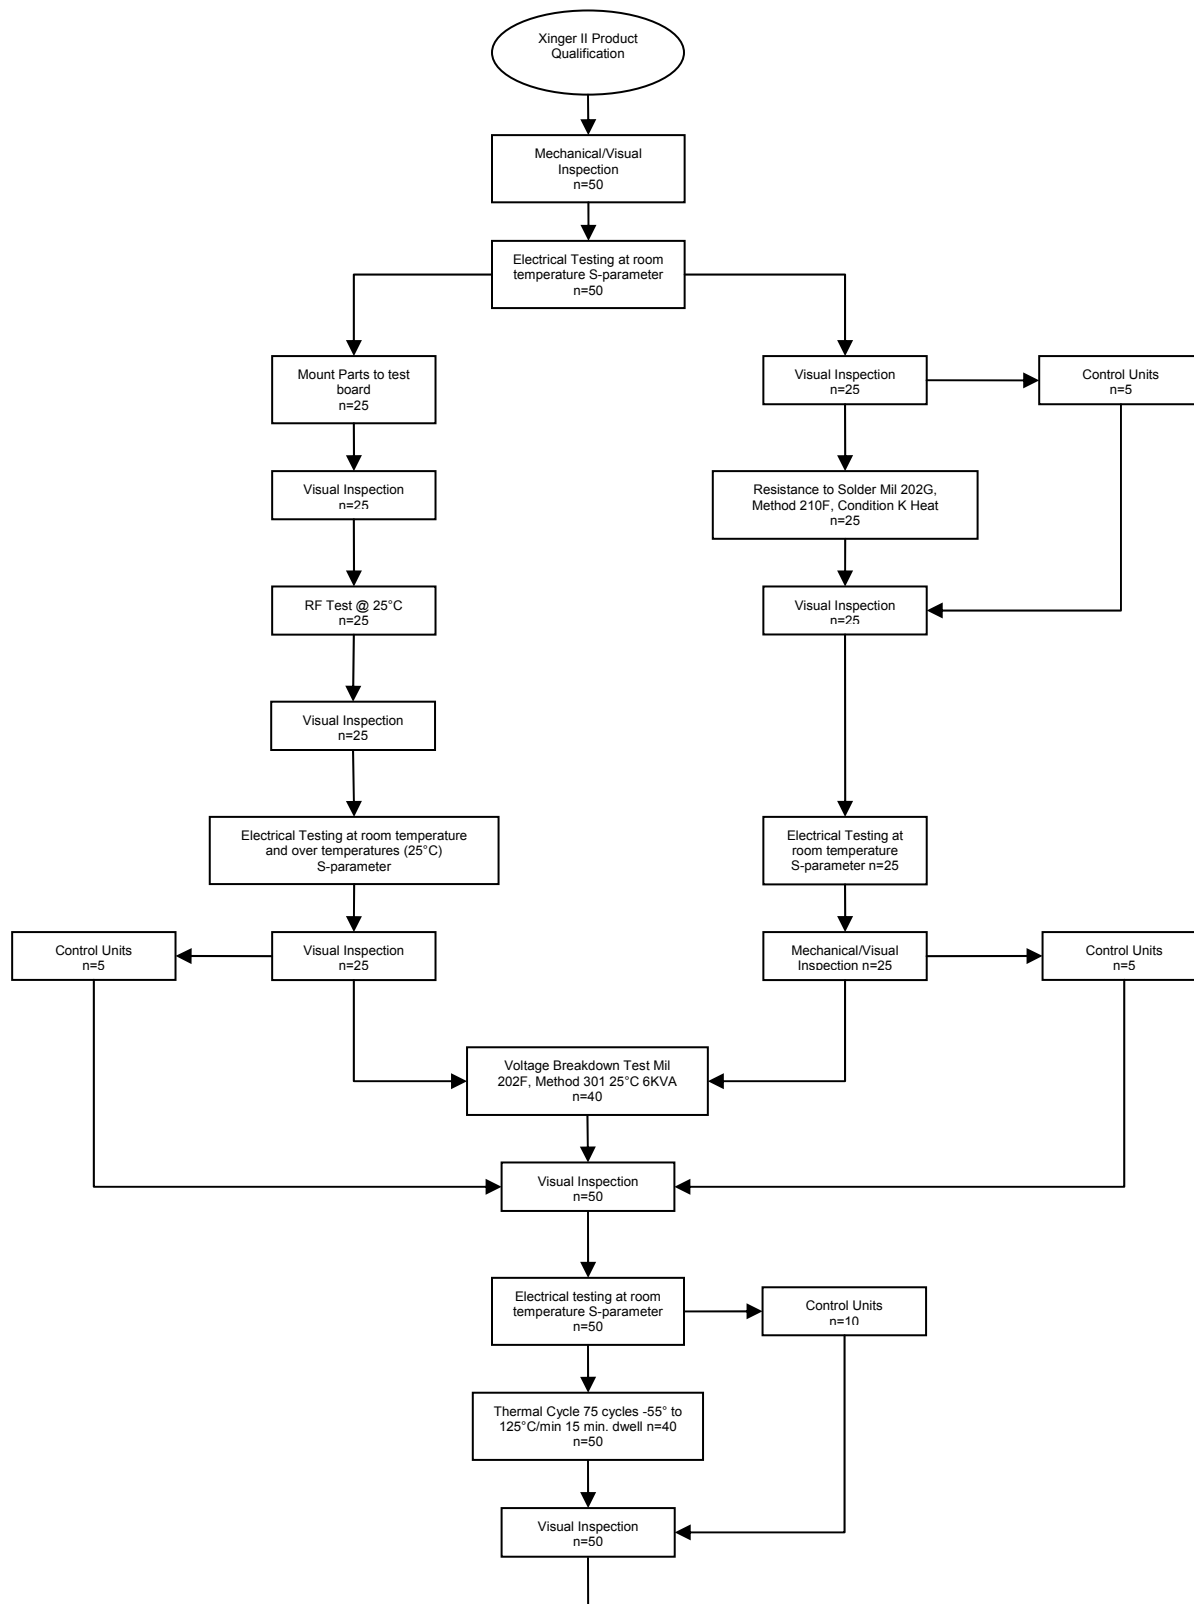 Xinger II Product
Qualification
Mechanical/Visual
Inspection
n=50
Electrical Testing at room
temperature S-parameter
n=50
Mount Parts to test
board
n=25
Visual Inspection
n=25
Control Units
n=5
Visual Inspection
n=25
Resistance to Solder Mil 202G,
Method 210F, Condition K Heat
n=25
RF Test @ 25°C
n=25
Visual Inspection
n=25
Visual Inspection
n=25
Electrical Testing at room temperature
and over temperatures (25°C)
S-parameter
Electrical Testing at
room temperature
S-parameter n=25
Control Units
n=5
Visual Inspection
n=25
Mechanical/Visual
Inspection n=25
Control Units
n=5
Voltage Breakdown Test Mil
202F, Method 301 25°C 6KVA
n=40
Visual Inspection
n=50
Electrical testing at room
temperature S-parameter
n=50
Control Units
n=10
Thermal Cycle 75 cycles -55° to
125°C/min 15 min. dwell n=40
n=50
Visual Inspection
n=50